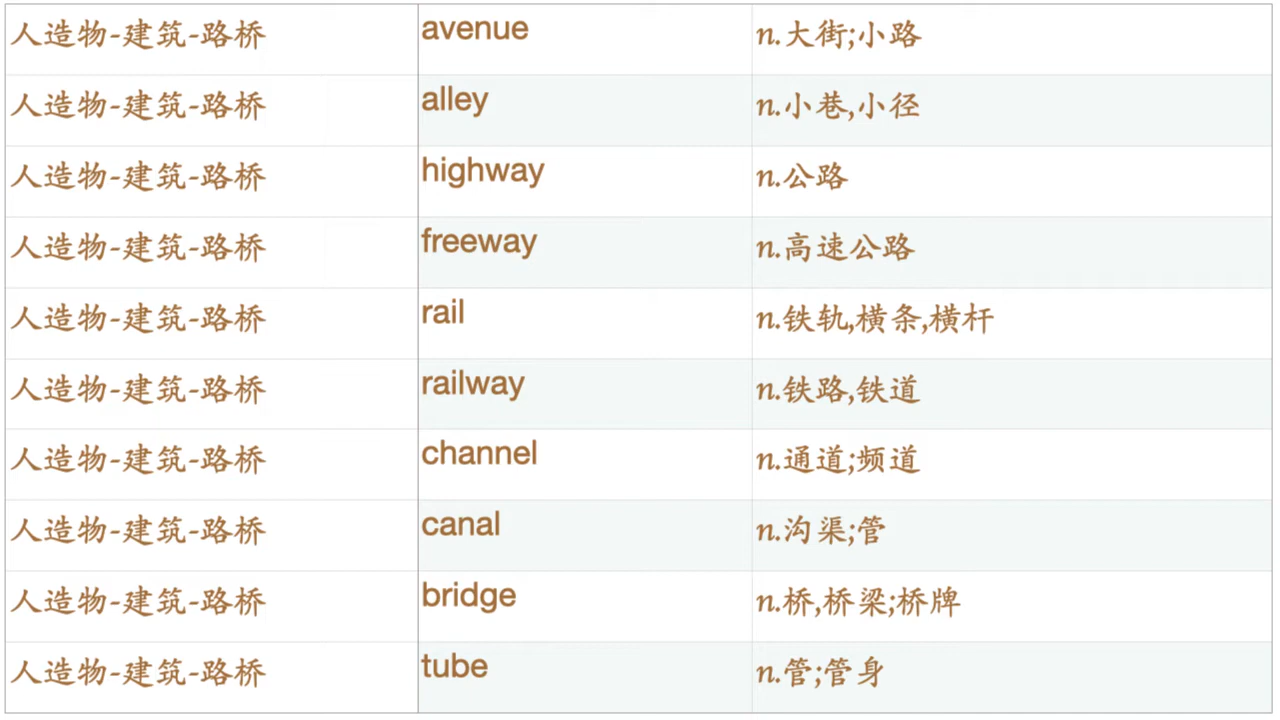 人造物-建筑-路桥 avenue n.大街;小路
人造物-建筑-路桥 alley n.小巷,小径
人造物-建筑-路桥 highway n.公路
人造物-建筑-路桥 freeway n.高速公路
人造物-建筑-路桥 rail n.铁轨,横条,横杆
人造物-建筑-路桥 railway n.铁路,铁道
人造物-建筑-路桥 channel n.通道;频道
人造物-建筑-路桥 canal n.沟渠;管
人造物-建筑-路桥 bridge n.桥,桥梁;桥牌
人造物-建筑-路桥 tube n.管;管身